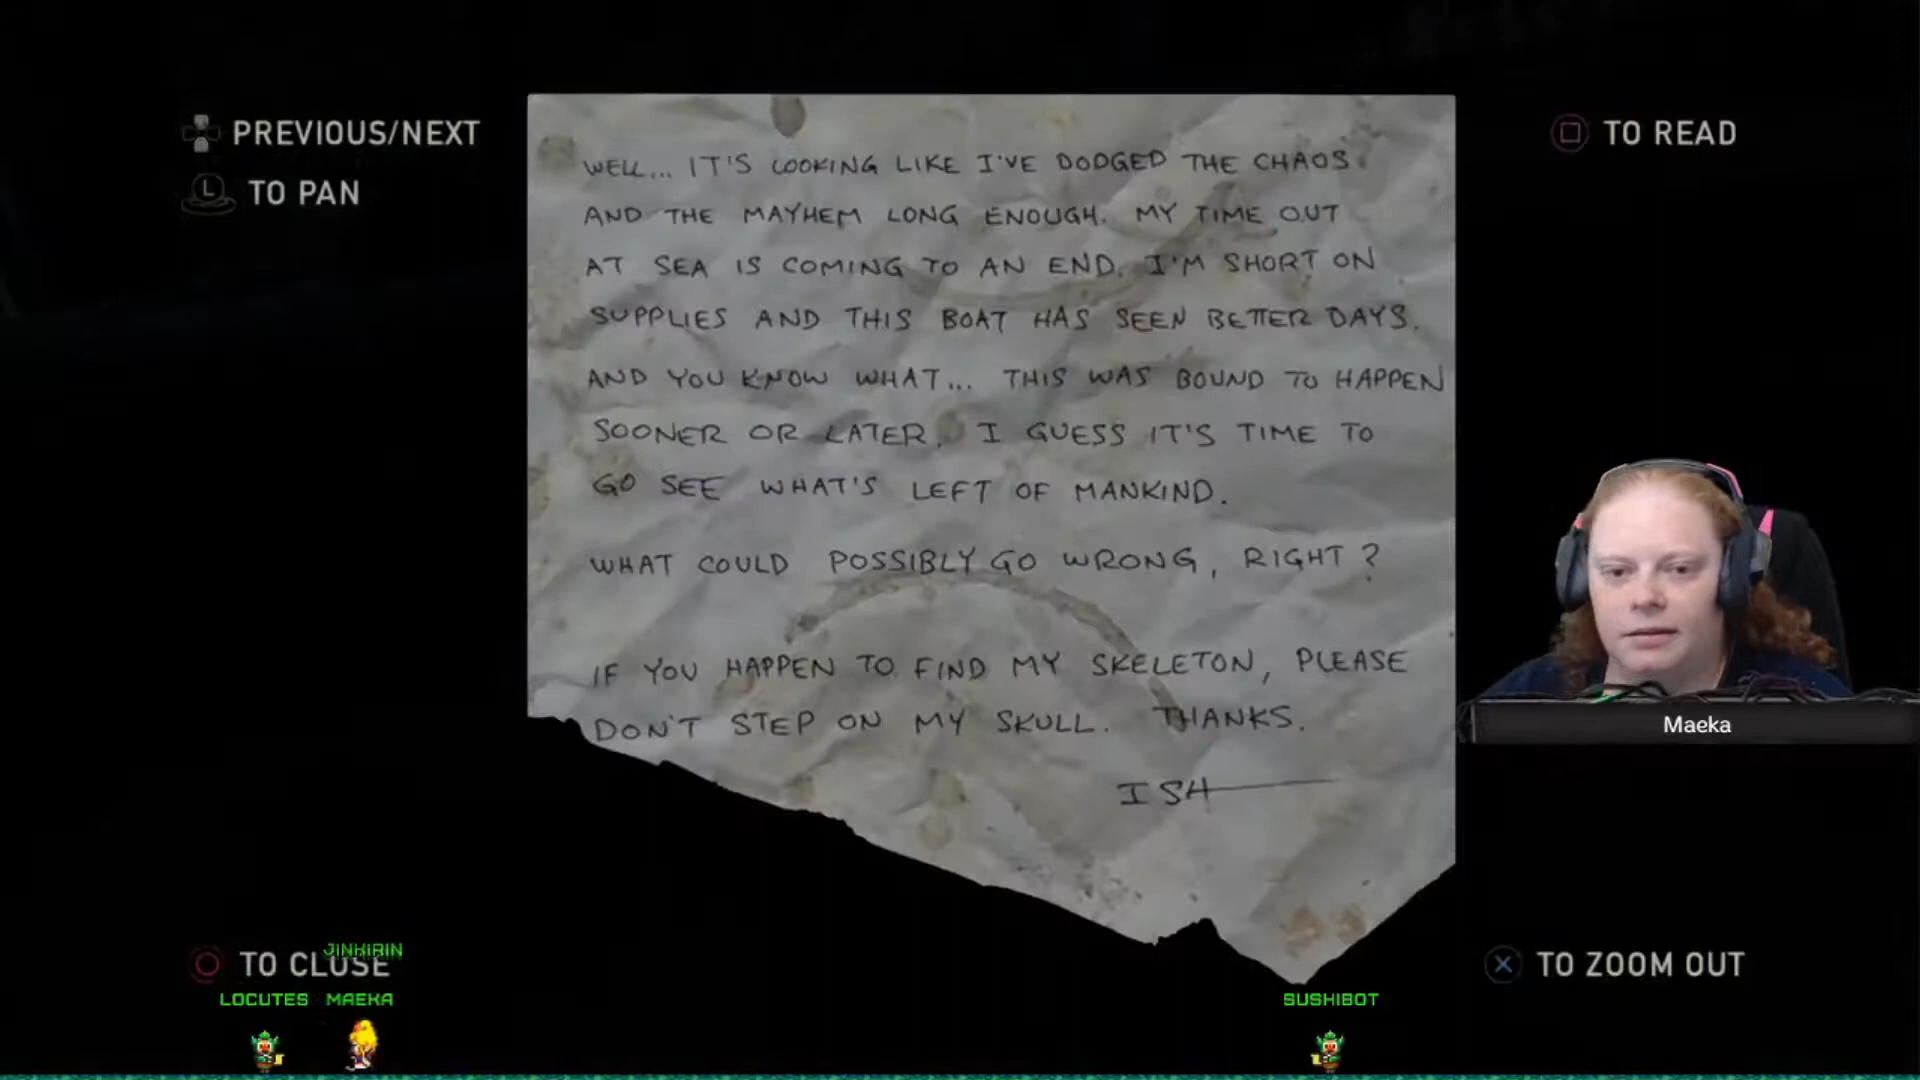 PREVIOUS/NEXT
L TO PAN
TO READ
WELL... IT'S LOOKING LIKE I'VE DODGED THE CHAOS
AND THE MAYHEM LONG ENOUGH. MY TIME OUT
AT SEA IS COMING TO AN END. I'M SHORT ON
SUPPLIES AND THIS BOAT HAS SEEN BETTER DAYS.
AND YOU KNOW WHAT... THIS WAS BOUND TO HAPPEN
SOONER OR LATER. I GUESS IT'S TIME TO
GO SEE WHAT'S LEFT OF MANKIND.
WHAT COULD POSSIBLY GO WRONG, RIGHT?
IF YOU HAPPEN TO FIND MY SKELETON, PLEASE
DON'T STEP ON MY SKULL. THANKS.
ISH
Maeka
JINKIRIN
TO CLOSE
TO ZOOM OUT
LOCUTES MAEKA
SUSHIBOT